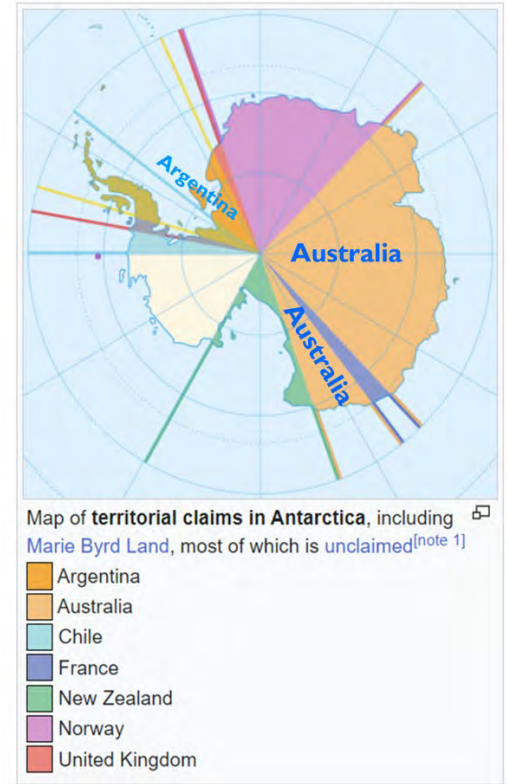 Argentina
Australia
Australia
Map of territorial claims in Antarctica, including
Marie Byrd Land, most of which is unclaimed[note 1]
Argentina
Australia
Chile
France
New Zealand
Norway
United Kingdom